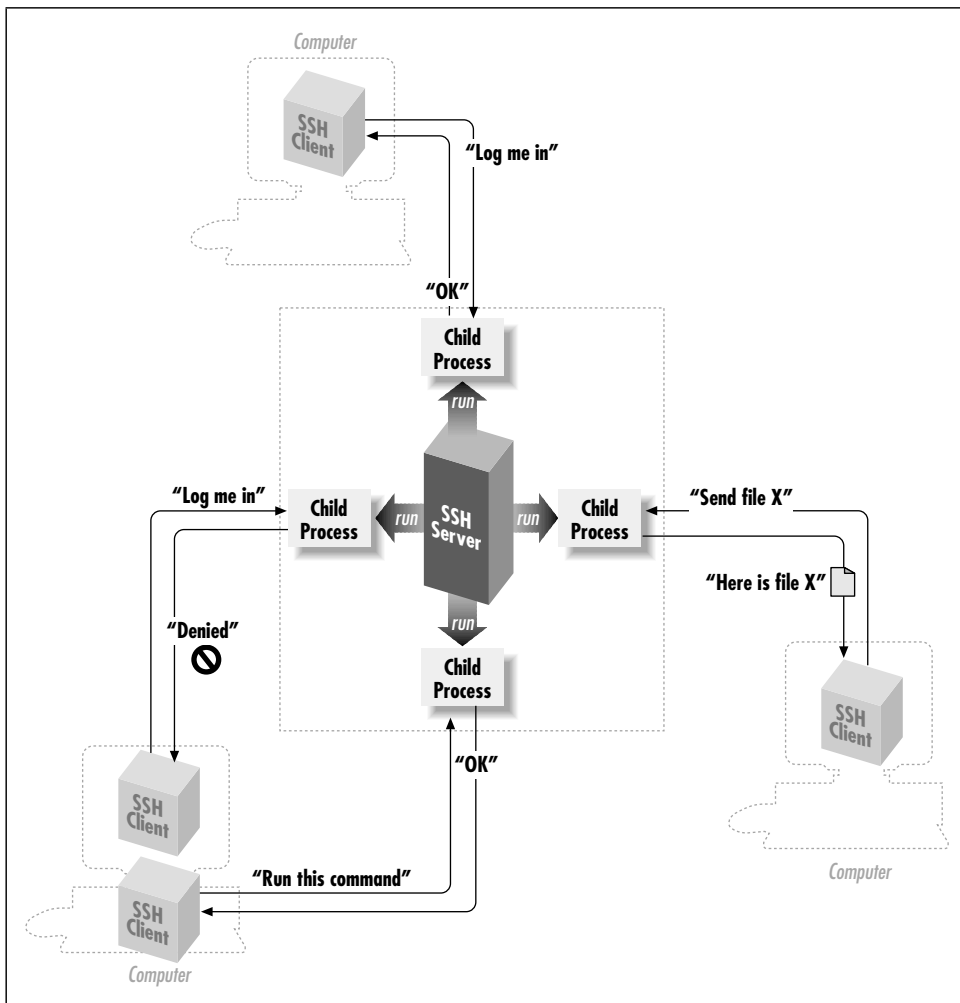 Computer
SSH
Client
“Log me in”
“OK”
Child
Process
run
“Log me in”
Child
Process
run
SSH
Server
run
Child
Process
“Send file X”
“Here is file X”
“Denied”
run
Child
Process
“OK”
SSH
Client
Computer
SSH
Client
“Run this command”
SSH
Client
Computer